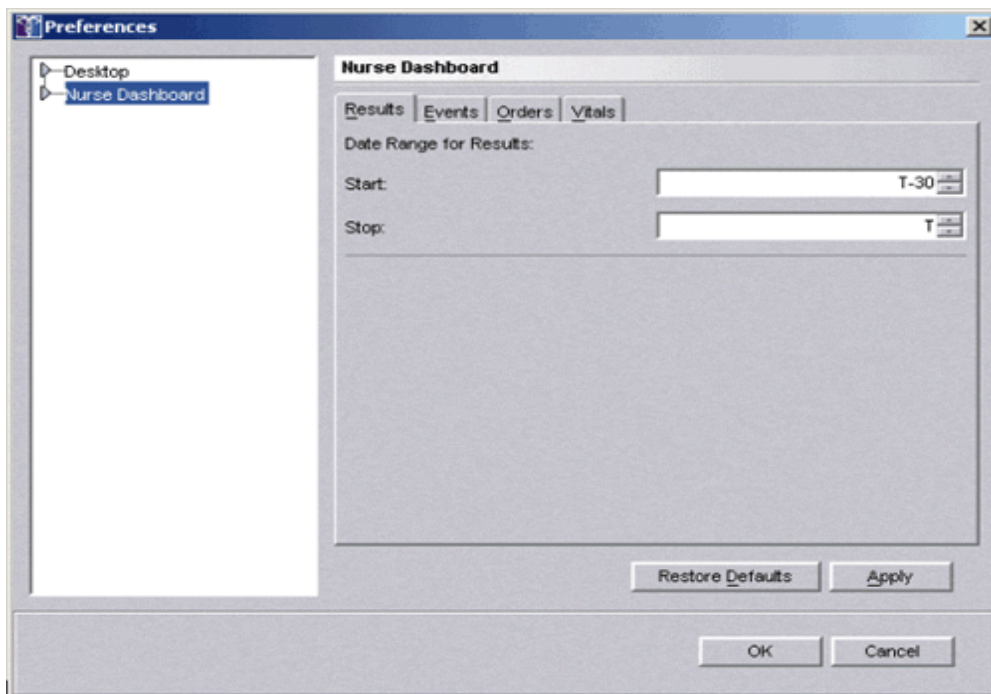 Preferences
Desktop
Nurse Dashboard
Nurse Dashboard
Results Events Orders Vitals
Date Range for Results:
Start: T-30
Stop: T
Restore Defaults Apply
OK Cancel